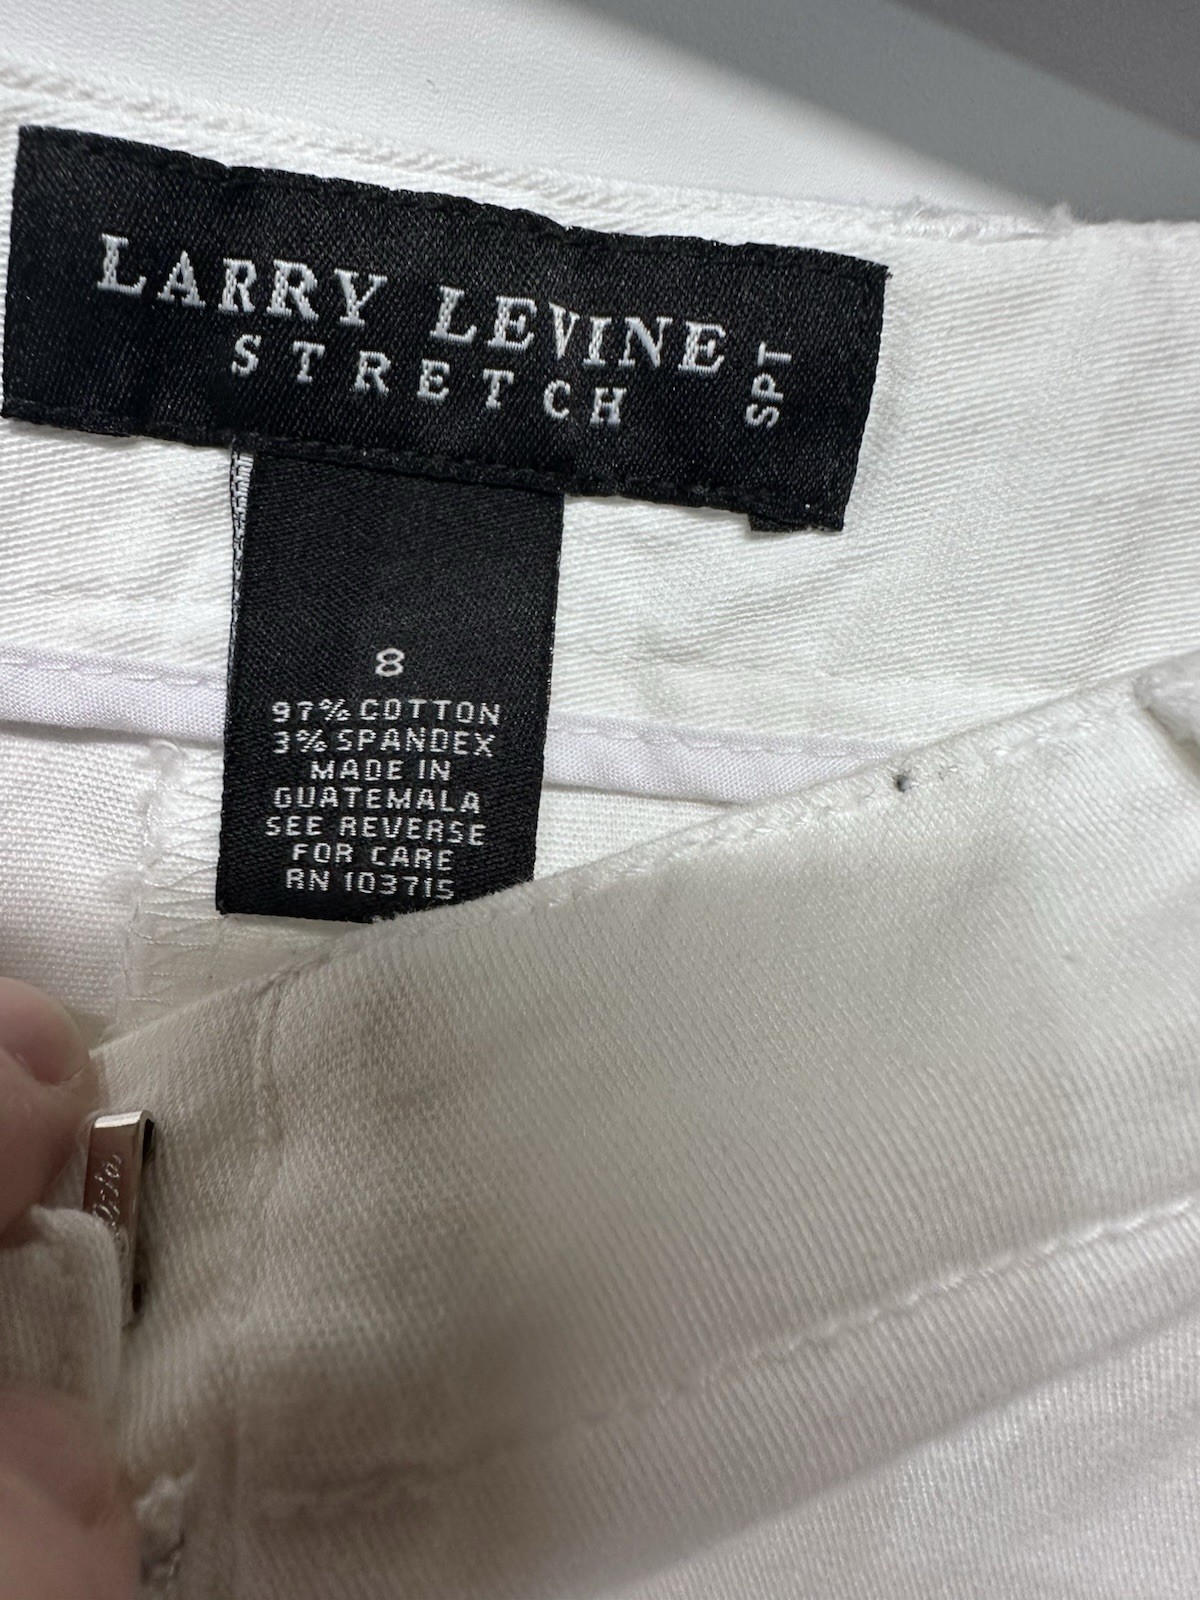 LARRY LEVINE
STRETCH
SPT
8
97% COTTON
3% SPANDEX
MADE IN
GUATEMALA
SEE REVERSE
FOR CARE
RN 103715